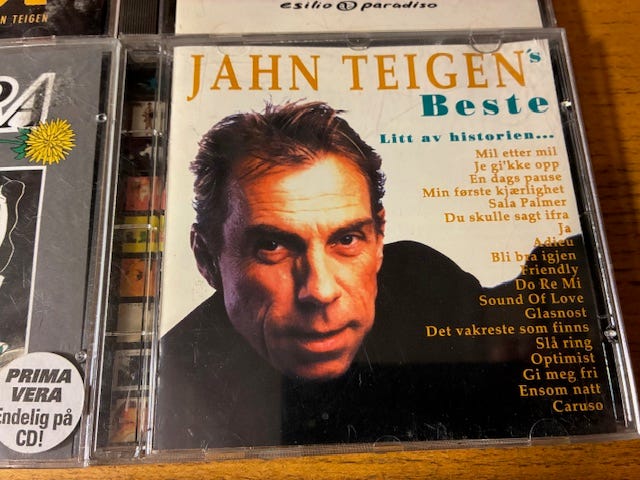 N TEIGEN
esilio paradiso
RA
JAHN TEIGEN's
Beste
Litt av historien...
Mil etter mil
Je gi'kke opp
En dags pause
Min første kjærlighet
Sala Palmer
Du skulle sagt ifra
Ja
Adieu
Bli bra igjen
Friendly
Do Re Mi
Sound Of Love
Glasnost
Det vakreste som finns
Slå ring
Optimist
Gi meg fri
Ensom natt
Caruso
PRIMA
VERA
Endelig på
CD!